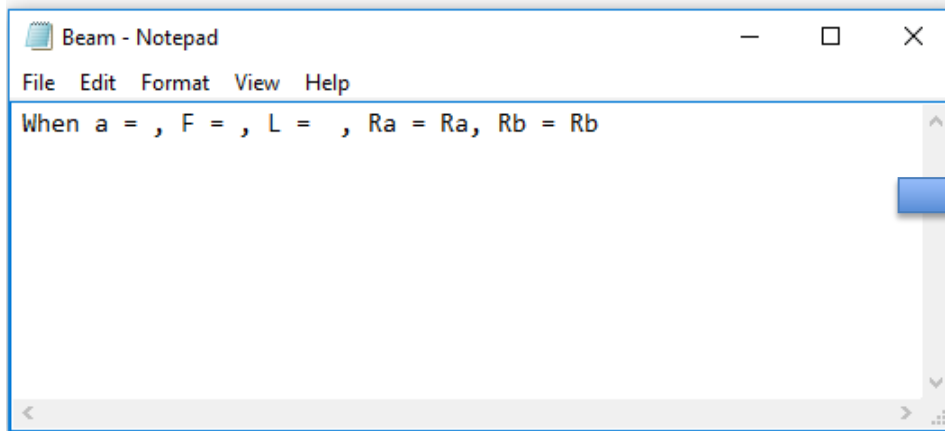 Beam - Notepad
File Edit Format View Help
When a = , F = , L =  , Ra = Ra, Rb = Rb